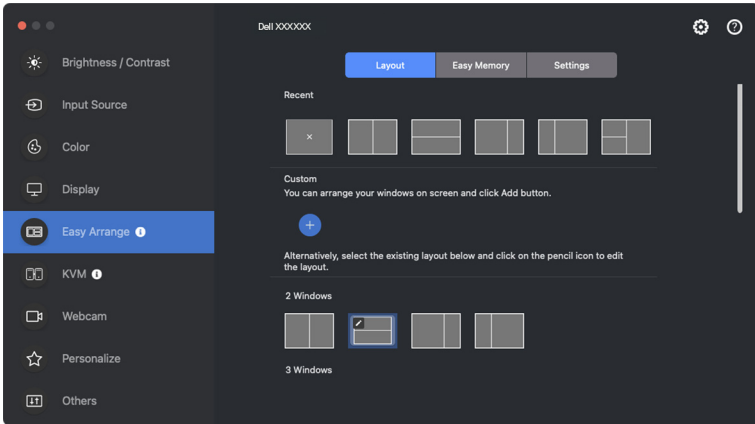 Dell XXXXXX
Brightness / Contrast
Input Source
Color
Display
Easy Arrange
KVM
Webcam
Personalize
Others
Layout
Easy Memory
Settings
Recent
Custom
You can arrange your windows on screen and click Add button.
Alternatively, select the existing layout below and click on the pencil icon to edit
the layout.
2 Windows
3 Windows